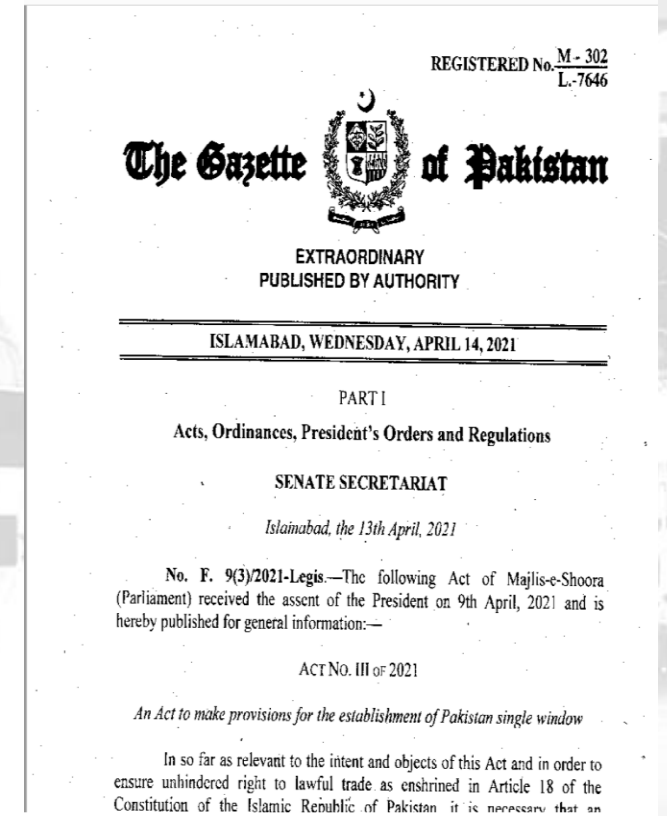 REGISTERED No. M - 302
L.-7646
The Gazette of Pakistan
EXTRAORDINARY
PUBLISHED BY AUTHORITY
ISLAMABAD, WEDNESDAY, APRIL 14, 2021
PART I
Acts, Ordinances, President's Orders and Regulations
SENATE SECRETARIAT
Islamabad, the 13th April, 2021
No. F. 9(3)/2021-Legis.—The following Act of Majlis-e-Shoora
(Parliament) received the assent of the President on 9th April, 2021 and is
hereby published for general information:—
ACT NO. III OF 2021
An Act to make provisions for the establishment of Pakistan single window
In so far as relevant to the intent and objects of this Act and in order to
ensure unhindered right to lawful trade as enshrined in Article 18 of the
Constitution of the Islamic Republic of Pakistan it is necessary that an